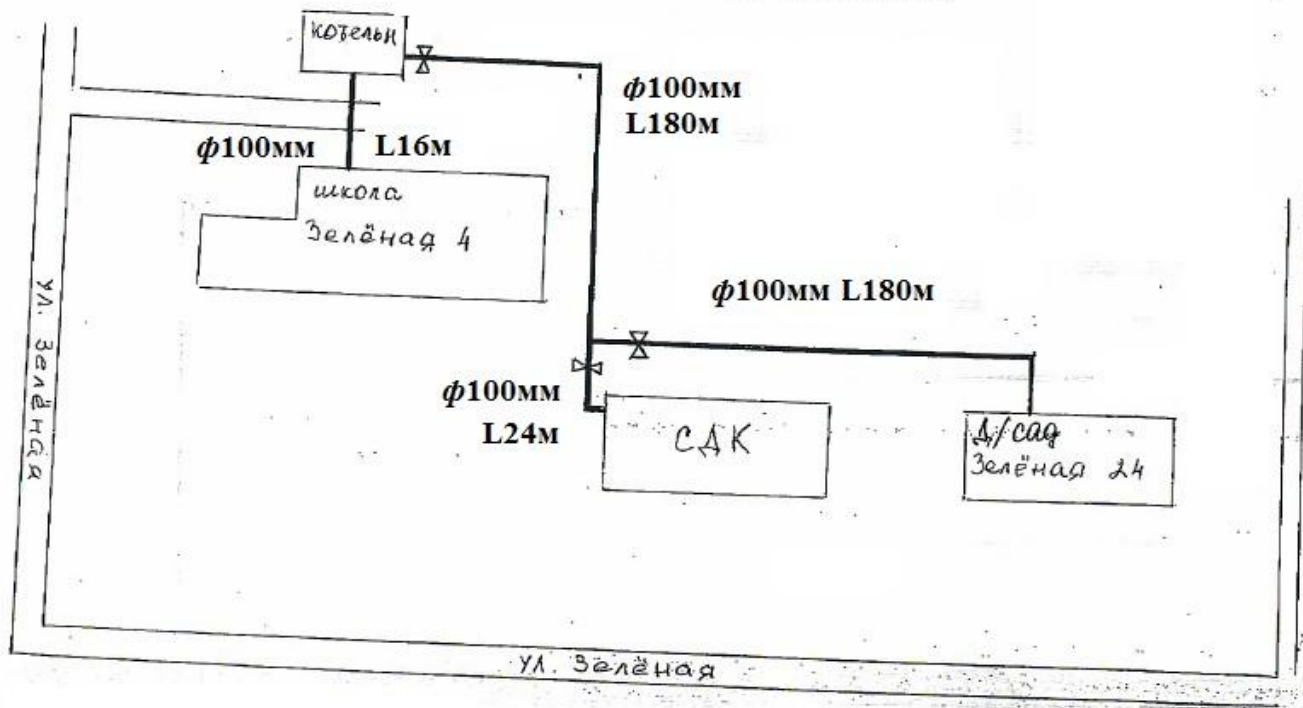 котельн
ф100мм
L180м
ф100мм L16м
школа
Зелёная 4
ул. Зелёная
ф100мм L180м
ф100мм
L24м
СДК
Д/сад
Зелёная 24
ул. Зелёная